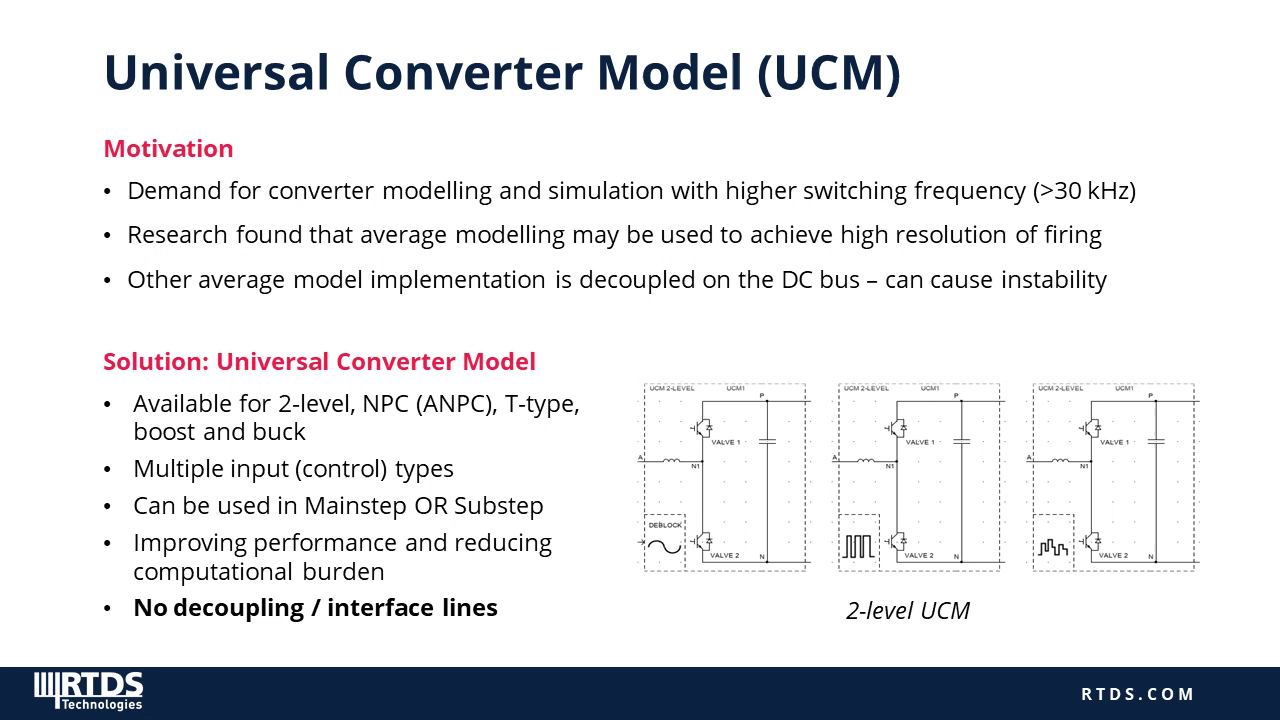 Universal Converter Model (UCM)
Motivation
• Demand for converter modelling and simulation with higher switching frequency (>30 kHz)
• Research found that average modelling may be used to achieve high resolution of firing
• Other average model implementation is decoupled on the DC bus – can cause instability
Solution: Universal Converter Model
• Available for 2-level, NPC (ANPC), T-type,
boost and buck
• Multiple input (control) types
• Can be used in Mainstep OR Substep
• Improving performance and reducing
computational burden
• No decoupling / interface lines
UCM 2-LEVEL UCM1
P
VALVE 1
A
N1
DEBLOCK
VALVE 2
N
UCM 2-LEVEL UCM1
P
VALVE 1
A
N1
VALVE 2
N
UCM 2-LEVEL UCM1
P
VALVE 1
A
N1
VALVE 2
N
2-level UCM
RTDS
Technologies
RTDS.COM